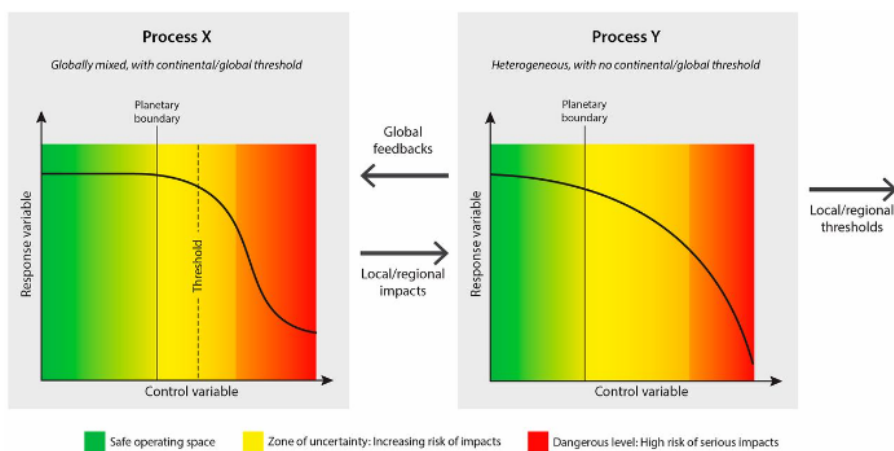 Process X
Globally mixed, with continental/global threshold
Planetary
boundary
Response variable
Threshold
Control variable
Global
feedbacks
Local/regional
impacts
Process Y
Heterogeneous, with no continental/global threshold
Planetary
boundary
Response variable
Control variable
Local/regional
thresholds
Safe operating space
Zone of uncertainty: Increasing risk of impacts
Dangerous level: High risk of serious impacts